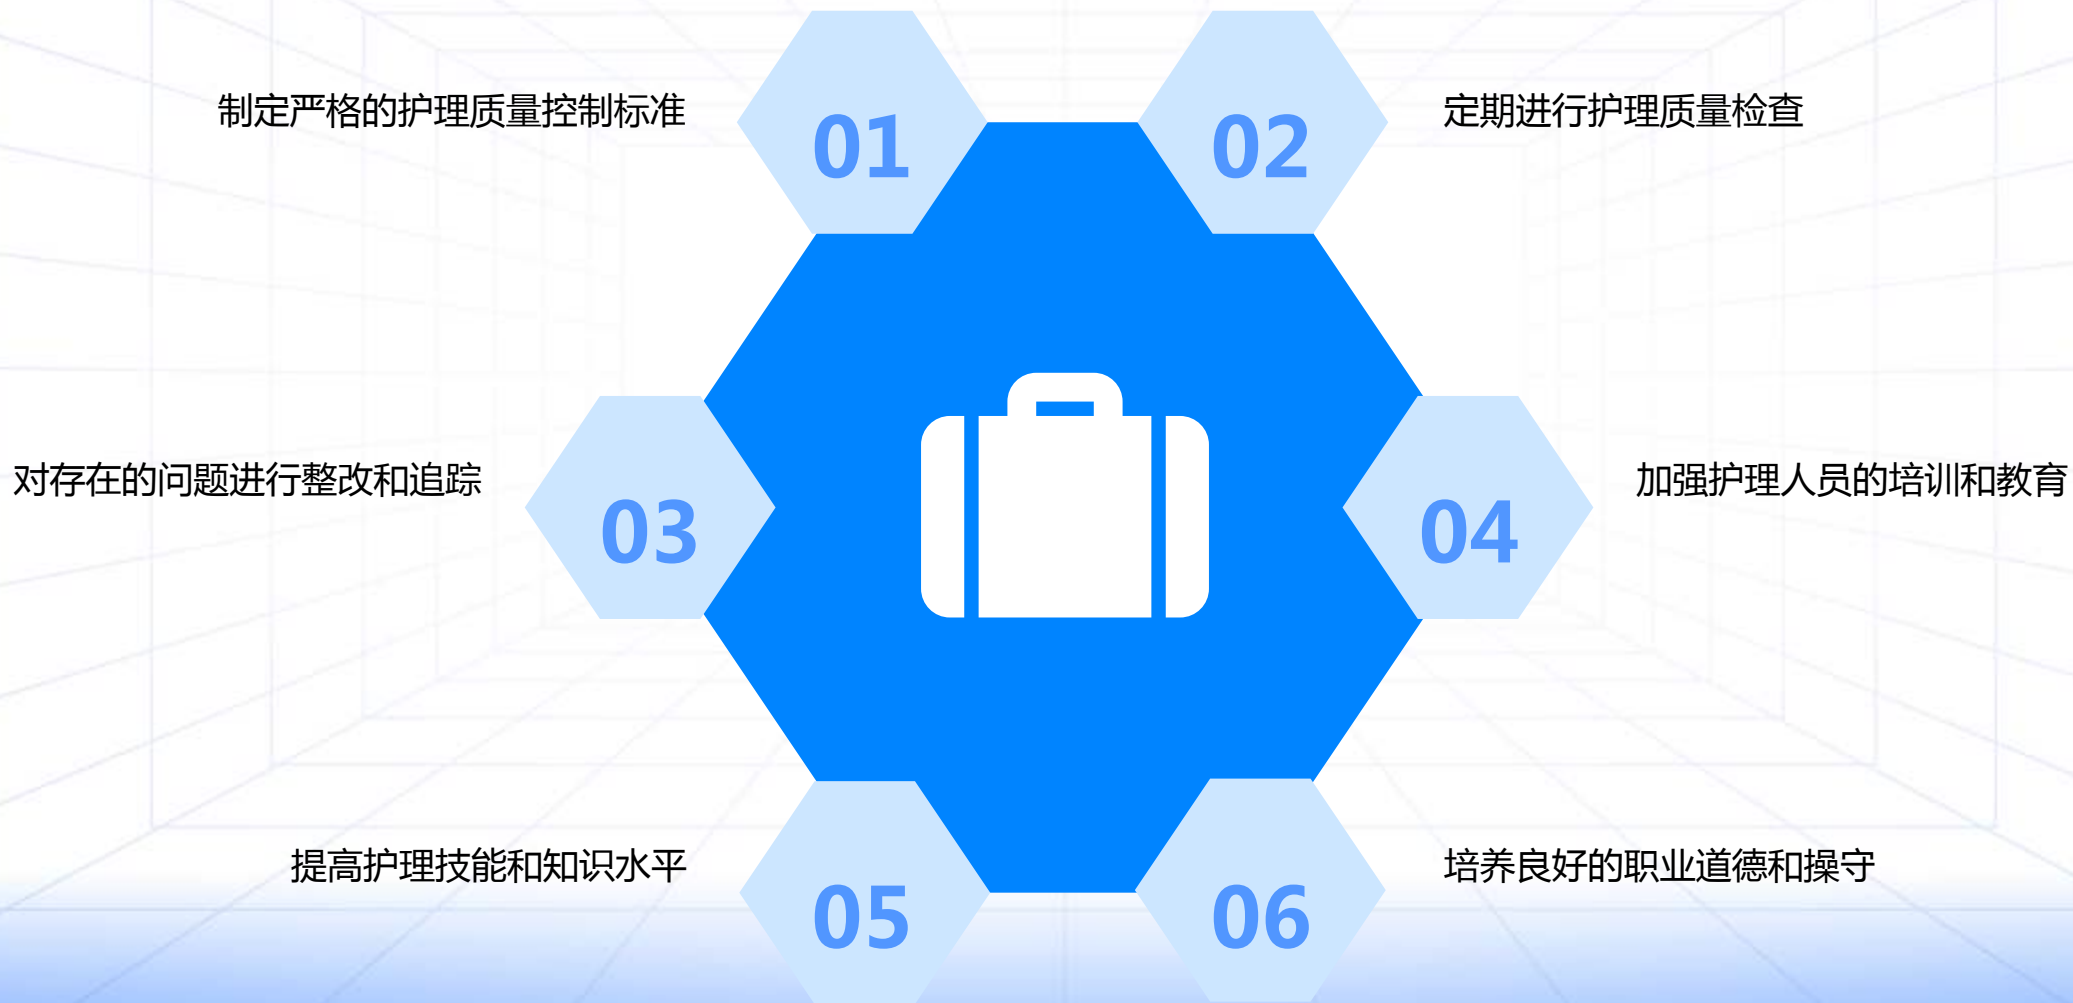 制定严格的护理质量控制标准
01
02
定期进行护理质量检查
对存在的问题进行整改和追踪
03
04
加强护理人员的培训和教育
提高护理技能和知识水平
05
06
培养良好的职业道德和操守